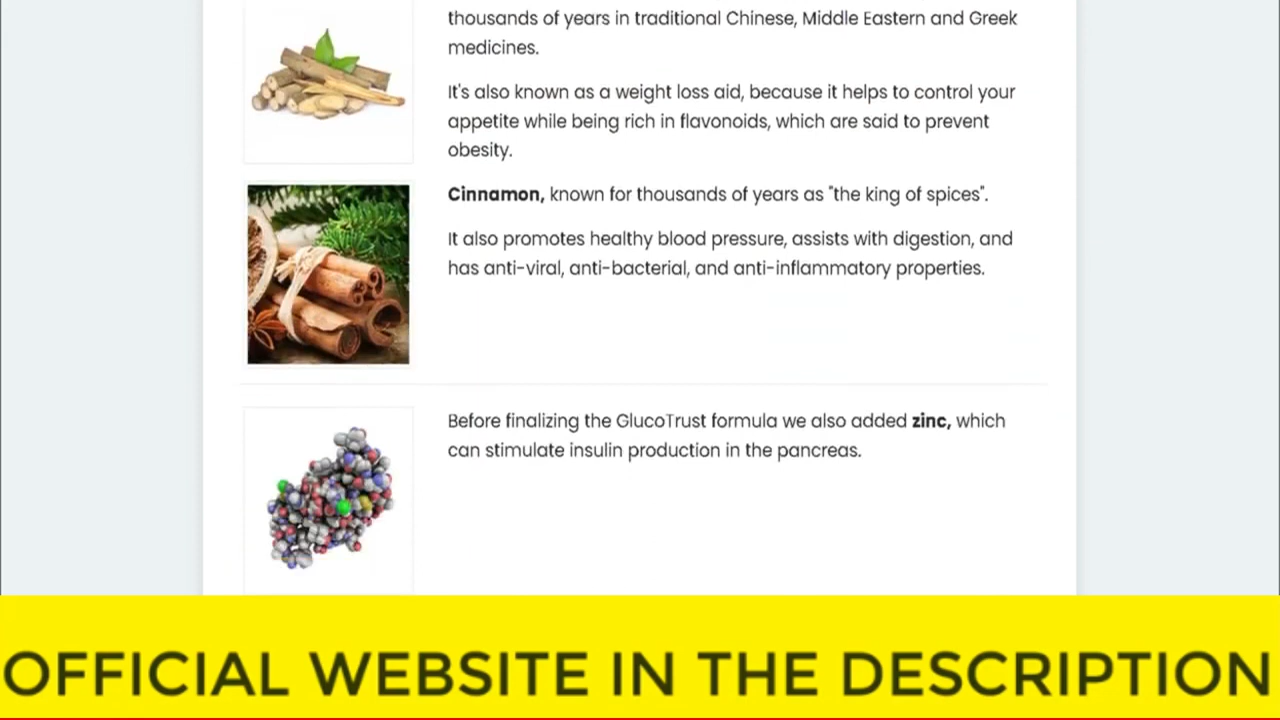 thousands of years in traditional Chinese, Middle Eastern and Greek
medicines.
It's also known as a weight loss aid, because it helps to control your
appetite while being rich in flavonoids, which are said to prevent
obesity.
Cinnamon, known for thousands of years as "the king of spices".
It also promotes healthy blood pressure, assists with digestion, and
has anti-viral, anti-bacterial, and anti-inflammatory properties.
Before finalizing the GlucoTrust formula we also added zinc, which
can stimulate insulin production in the pancreas.
OFFICIAL WEBSITE IN THE DESCRIPTION